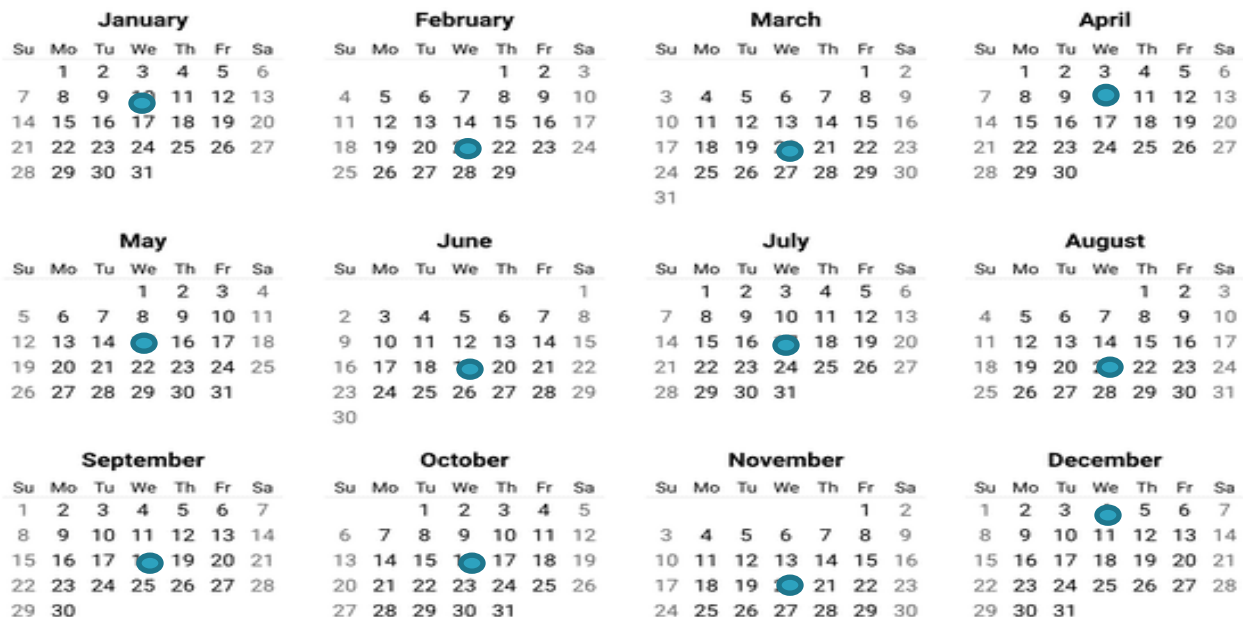 January February March April
Su Mo Tu We Th Fr Sa Su Mo Tu We Th Fr Sa Su Mo Tu We Th Fr Sa Su Mo Tu We Th Fr Sa
1 2 3 4 5 6 1 2 3 1 2 1 2 3 4 5 6
7 8 9 11 12 13 4 5 6 7 8 9 10 3 4 5 6 7 8 9 7 8 9 11 12 13
14 15 16 17 18 19 20 11 12 13 14 15 16 17 10 11 12 13 14 15 16 14 15 16 17 18 19 20
21 22 23 24 25 26 27 18 19 20 22 23 24 17 18 19 21 22 23 21 22 23 24 25 26 27
28 29 30 31 25 26 27 28 29 24 25 26 27 28 29 30 28 29 30
31
May June July August
Su Mo Tu We Th Fr Sa Su Mo Tu We Th Fr Sa Su Mo Tu We Th Fr Sa Su Mo Tu We Th Fr Sa
1 2 3 4 1 1 2 3 4 5 6 1 2 3
5 6 7 8 9 10 11 2 3 4 5 6 7 8 7 8 9 10 11 12 13 4 5 6 7 8 9 10
12 13 14 16 17 18 9 10 11 12 13 14 15 14 15 16 18 19 20 11 12 13 14 15 16 17
19 20 21 22 23 24 25 16 17 18 20 21 22 21 22 23 24 25 26 27 18 19 20 22 23 24
26 27 28 29 30 31 23 24 25 26 27 28 29 28 29 30 31 25 26 27 28 29 30 31
30
September October November December
Su Mo Tu We Th Fr Sa Su Mo Tu We Th Fr Sa Su Mo Tu We Th Fr Sa Su Mo Tu We Th Fr Sa
1 2 3 4 5 6 7 1 2 3 4 5 1 2 1 2 3 5 6 7
8 9 10 11 12 13 14 6 7 8 9 10 11 12 3 4 5 6 7 8 9 8 9 10 11 12 13 14
15 16 17 19 20 21 13 14 15 17 18 19 10 11 12 13 14 15 16 15 16 17 18 19 20 21
22 23 24 25 26 27 28 20 21 22 23 24 25 26 17 18 19 21 22 23 22 23 24 25 26 27 28
29 30 27 28 29 30 31 24 25 26 27 28 29 30 29 30 31